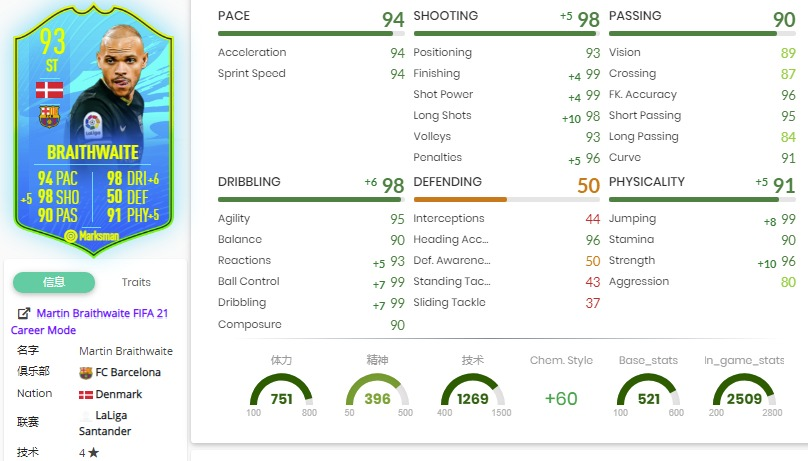 93
ST
BRAITHWAITE
94 PAC 98 DRI+6
+5 98 SHO 50 DEF
90 PAS 91 PHY+5
Marksman
信息 Traits
Martin Braithwaite FIFA 21
Career Mode
名字 Martin Braithwaite
俱乐部 FC Barcelona
Nation Denmark
联赛 LaLiga
Santander
技术 4 ★
PACE 94
Acceleration 94
Sprint Speed 94
SHOOTING +5 98
Positioning 93
Finishing +4 99
Shot Power +4 99
Long Shots +10 98
Volleys 93
Penalties +5 96
PASSING 90
Vision 89
Crossing 87
FK. Accuracy 96
Short Passing 95
Long Passing 84
Curve 91
DRIBBLING +6 98
Agility 95
Balance 90
Reactions +5 93
Ball Control +7 99
Dribbling +7 99
Composure 90
DEFENDING 50
Interceptions 44
Heading Acc... 96
Def. Awarene... 50
Standing Tac... 43
Sliding Tackle 37
PHYSICALITY +5 91
Jumping +8 99
Stamina 90
Strength +10 96
Aggression 80
体力 精神 技术 Chem. Style Base_stats In_game_stats
751 396 1269 +60 521 2509
100 800 50 500 400 1500 100 600 200 2800